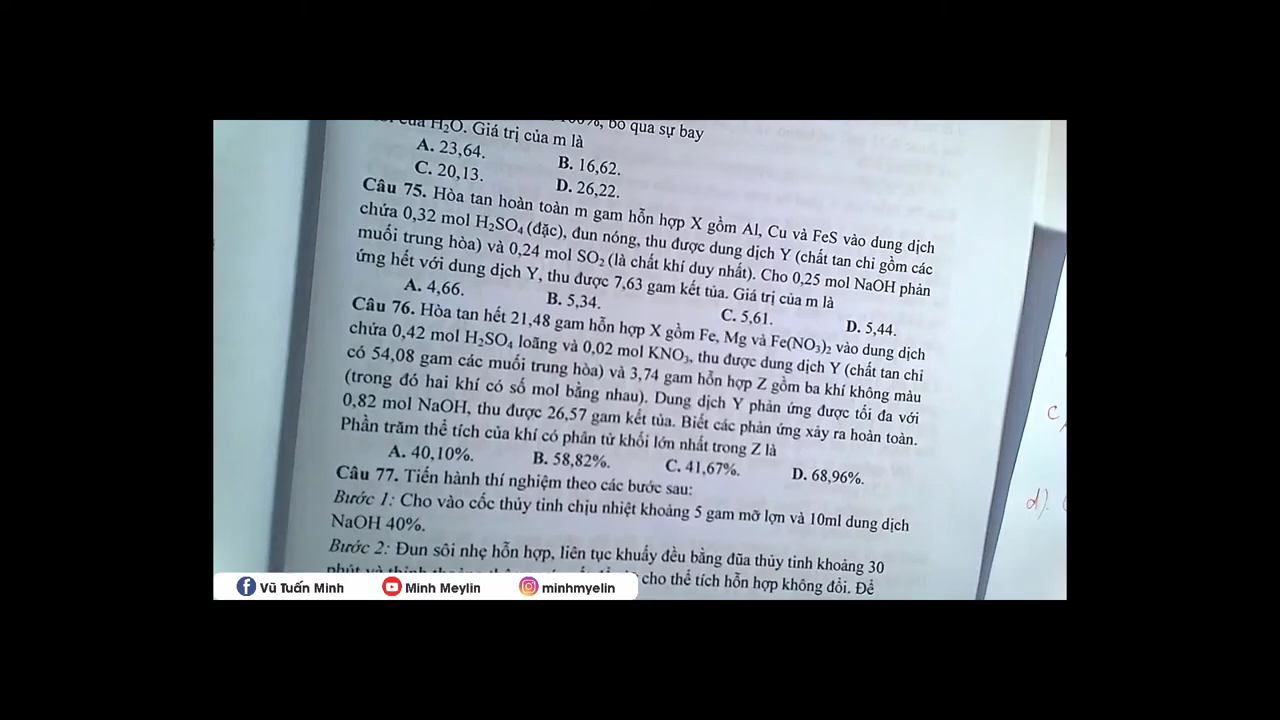 của H₂O. Giá trị của m là 100%, bỏ qua sự bay
A. 23,64. B. 16,62.
C. 20,13. D. 26,22.
Câu 75. Hòa tan hoàn toàn m gam hỗn hợp X gồm Al, Cu và FeS vào dung dịch
chứa 0,32 mol H₂SO₄ (đặc), đun nóng, thu được dung dịch Y (chất tan chỉ gồm các
muối trung hòa) và 0,24 mol SO₂ (là chất khí duy nhất). Cho 0,25 mol NaOH phản
ứng hết với dung dịch Y, thu được 7,63 gam kết tủa. Giá trị của m là
A. 4,66. B. 5,34. C. 5,61. D. 5,44.
Câu 76. Hòa tan hết 21,48 gam hỗn hợp X gồm Fe, Mg và Fe(NO₃)₂ vào dung dịch
chứa 0,42 mol H₂SO₄ loãng và 0,02 mol KNO₃, thu được dung dịch Y (chất tan chỉ
có 54,08 gam các muối trung hòa) và 3,74 gam hỗn hợp Z gồm ba khí không màu
(trong đó hai khí có số mol bằng nhau). Dung dịch Y phản ứng được tối đa với
0,82 mol NaOH, thu được 26,57 gam kết tủa. Biết các phản ứng xảy ra hoàn toàn.
Phần trăm thể tích của khí có phân tử khối lớn nhất trong Z là
A. 40,10%. B. 58,82%. C. 41,67%. D. 68,96%.
Câu 77. Tiến hành thí nghiệm theo các bước sau:
Bước 1: Cho vào cốc thủy tinh chịu nhiệt khoảng 5 gam mỡ lợn và 10ml dung dịch
NaOH 40%.
Bước 2: Đun sôi nhẹ hỗn hợp, liên tục khuấy đều bằng đũa thủy tinh khoảng 30
phút và cho thể tích hỗn hợp không đổi. Để
Vũ Tuấn Minh Minh Meylin minhmyelin
d).